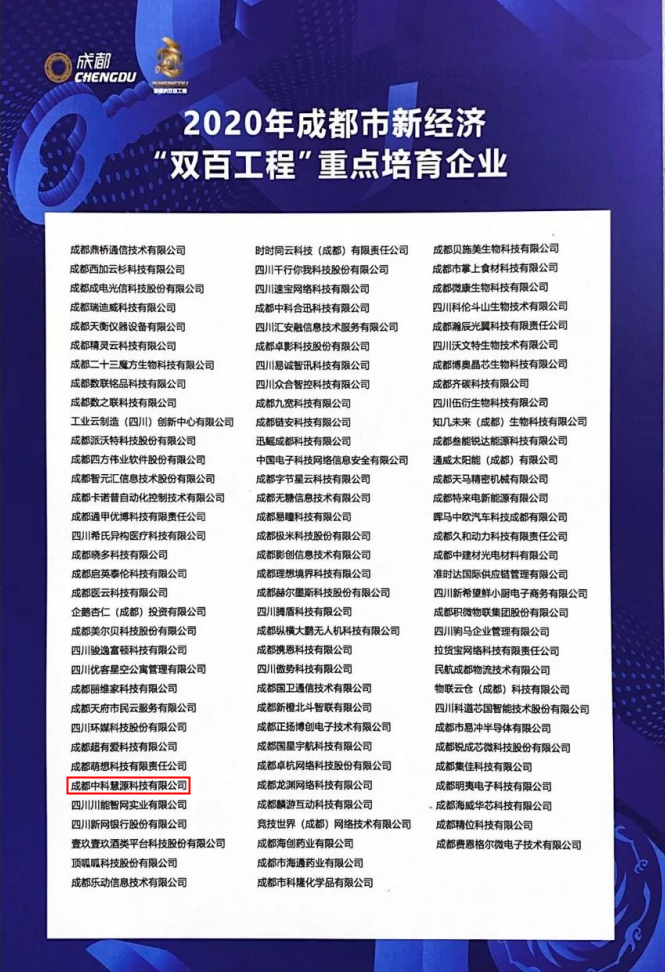 成都
CHENGDU
2020年成都市新经济
“双百工程”重点培育企业
成都鼎桥通信技术有限公司
成都西加云杉科技有限公司
成都成电光信科技股份有限公司
成都瑞迪威科技有限公司
成都天衡仪器设备有限公司
成都精灵云科技有限公司
成都二十三魔方生物科技有限公司
成都数联铭品科技有限公司
成都数之联科技有限公司
工业云制造（四川）创新中心有限公司
成都派沃特科技股份有限公司
成都四方伟业软件股份有限公司
成都智元汇信息技术股份有限公司
成都卡诺普自动化控制技术有限公司
成都通甲优博科技有限责任公司
四川希氏异构医疗科技有限公司
成都晓多科技有限公司
成都启英泰伦科技有限公司
成都医云科技有限公司
企鹅杏仁（成都）投资有限公司
成都美尔贝科技股份有限公司
四川骏逸富顿科技有限公司
四川优客星空公寓管理有限公司
成都丽维家科技有限公司
成都天府市民云服务有限公司
四川环媒科技股份有限公司
成都超有爱科技有限公司
成都萌想科技有限责任公司
成都中科慧源科技有限公司
四川川能智网实业有限公司
四川新网银行股份有限公司
壹玖壹玖酒类平台科技股份有限公司
顶呱呱科技股份有限公司
成都乐动信息技术有限公司
时时同云科技（成都）有限责任公司
四川千行你我科技股份有限公司
四川速宝网络科技有限公司
成都中科合迅科技有限公司
四川汇安融信息技术服务有限公司
成都卓影科技股份有限公司
四川易诚智讯科技有限公司
四川众合智控科技有限公司
成都九宽科技有限公司
成都链安科技有限公司
迅鳐成都科技有限公司
中国电子科技网络信息安全有限公司
成都字节星云科技有限公司
成都无糖信息技术有限公司
成都易瞳科技有限公司
成都极米科技股份有限公司
成都影创信息技术有限公司
成都理想境界科技有限公司
成都赫尔墨斯科技股份有限公司
四川腾盾科技有限公司
成都纵横大鹏无人机科技有限公司
成都携恩科技有限公司
四川傲势科技有限公司
成都国卫通信技术有限公司
成都新橙北斗智联有限公司
成都正扬博创电子技术有限公司
成都国星宇航科技有限公司
成都卓杭网络科技股份有限公司
成都龙渊网络科技有限公司
成都麟游互动科技有限公司
竞技世界（成都）网络技术有限公司
成都海创药业有限公司
成都市海通药业有限公司
成都市科隆化学品有限公司
成都贝施美生物科技有限公司
成都市掌上食材科技有限公司
成都微康生物科技有限公司
四川科伦斗山生物技术有限公司
成都瀚辰光翼科技有限责任公司
四川沃文特生物技术有限公司
成都博奥晶芯生物科技有限公司
成都齐碳科技有限公司
四川伍衍生物科技有限公司
知几未来（成都）生物科技有限公司
成都叁能锐达能源科技有限公司
通威太阳能（成都）有限公司
成都天马精密机械有限公司
成都特来电新能源有限公司
晖马中欧汽车科技成都有限公司
成都久和动力科技有限责任公司
成都中建材光电材料有限公司
准时达国际供应链管理有限公司
四川新希望鲜小厨电子商务有限公司
成都积微物联集团股份有限公司
四川驹马企业管理有限公司
拉货宝网络科技有限责任公司
民航成都物流技术有限公司
物联云仓（成都）科技有限公司
四川科道芯国智能技术股份有限公司
成都市易冲半导体有限公司
成都锐成芯微科技股份有限公司
成都集佳科技有限公司
成都明夷电子科技有限公司
成都海威华芯科技有限公司
成都精位科技有限公司
成都费恩格尔微电子技术有限公司